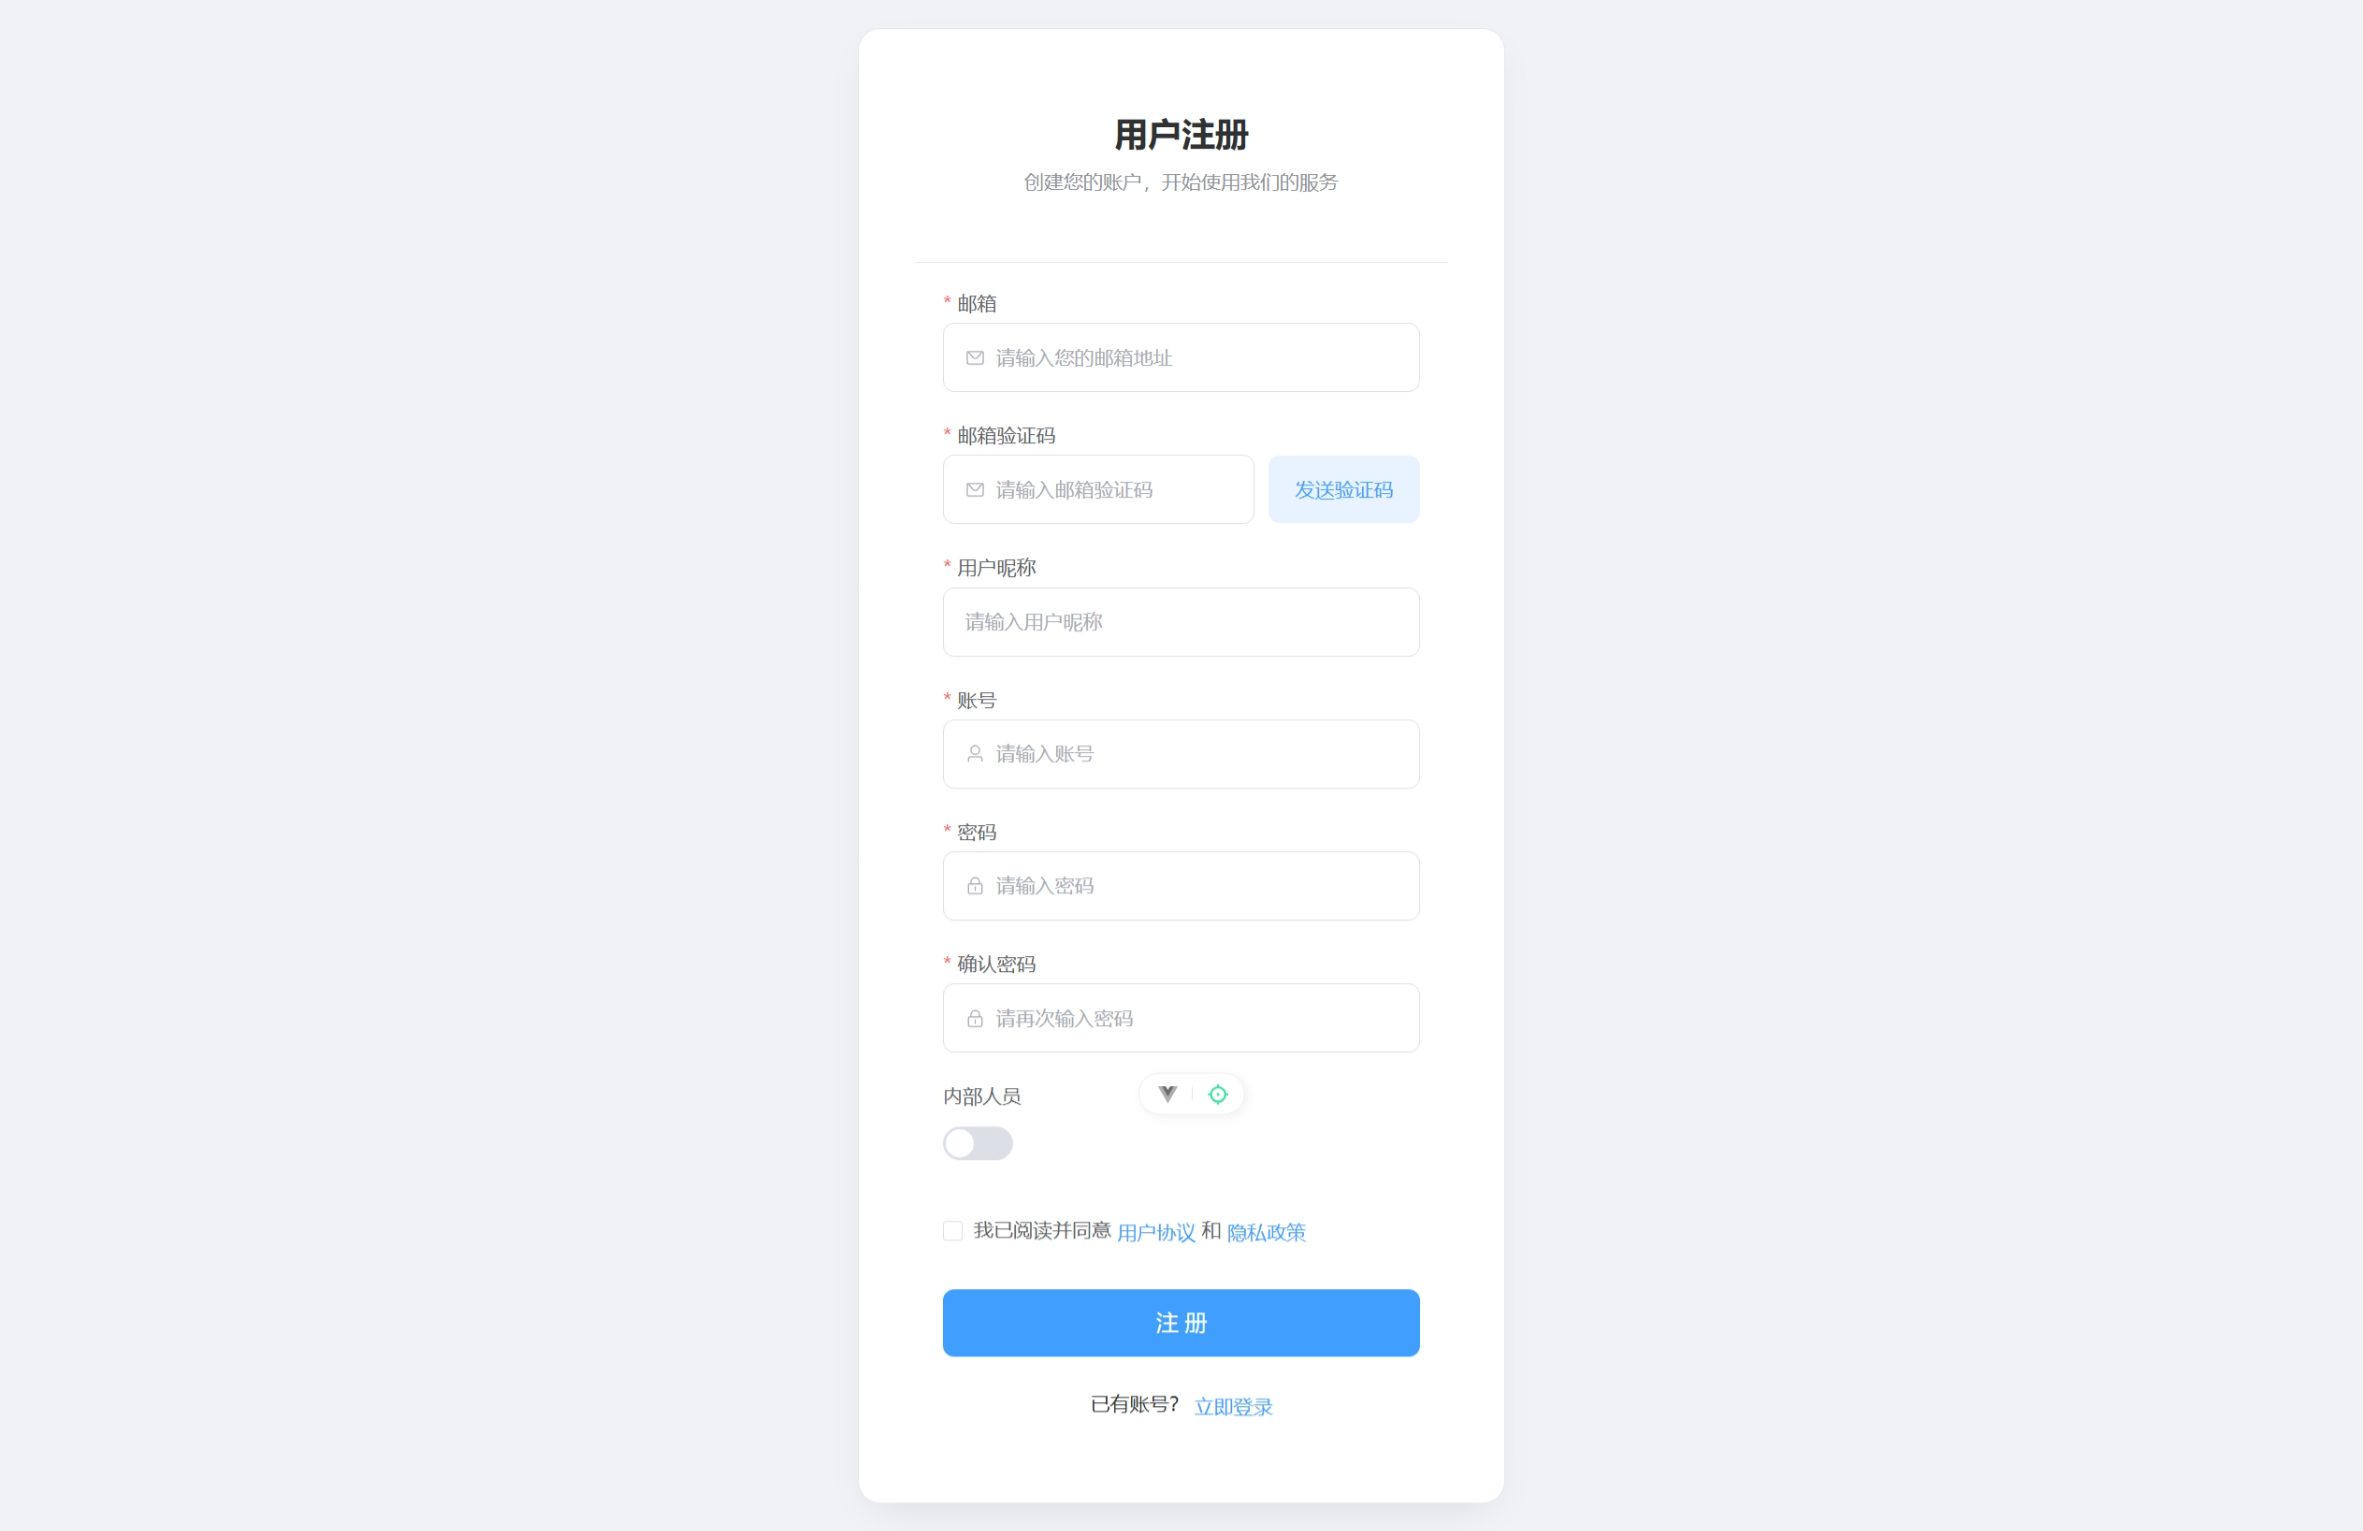 用户注册
创建您的账户，开始使用我们的服务
* 邮箱
请输入您的邮箱地址
* 邮箱验证码
请输入邮箱验证码
发送验证码
* 用户昵称
请输入用户昵称
* 账号
请输入账号
* 密码
请输入密码
* 确认密码
请再次输入密码
内部人员
我已阅读并同意 用户协议 和 隐私政策
注 册
已有账号? 立即登录